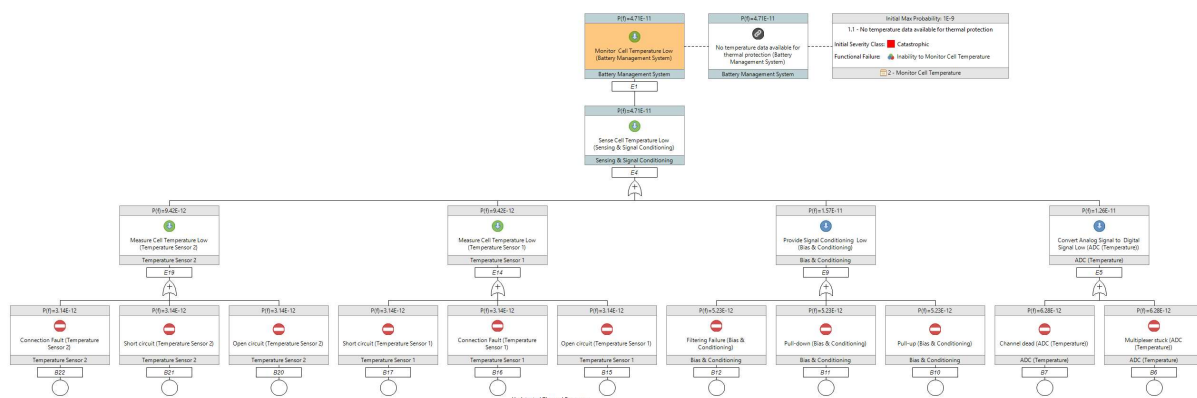 P(f)=4.71E-11
Monitor Cell Temperature Low
(Battery Management System)
Battery Management System
E1
P(f)=4.71E-11
No temperature data available for
thermal protection (Battery
Management System)
Battery Management System
Initial Max Probability: 1E-9
1.1 - No temperature data available for thermal protection
Initial Severity Class: Catastrophic
Functional Failure: Inability to Monitor Cell Temperature
2 - Monitor Cell Temperature
P(f)=4.71E-11
Sense Cell Temperature Low
(Sensing & Signal Conditioning)
Sensing & Signal Conditioning
E4
P(f)=9.42E-12
Measure Cell Temperature Low
(Temperature Sensor 2)
Temperature Sensor 2
E19
P(f)=9.42E-12
Measure Cell Temperature Low
(Temperature Sensor 1)
Temperature Sensor 1
E14
P(f)=1.57E-11
Provide Signal Conditioning Low
(Bias & Conditioning)
Bias & Conditioning
E9
P(f)=1.26E-11
Convert Analog Signal to Digital
Signal Low (ADC (Temperature))
ADC (Temperature)
E5
P(f)=3.14E-12
Connection Fault (Temperature
Sensor 2)
Temperature Sensor 2
B22
P(f)=3.14E-12
Short circuit (Temperature Sensor 2)
Temperature Sensor 2
B21
P(f)=3.14E-12
Open circuit (Temperature Sensor 2)
Temperature Sensor 2
B20
P(f)=3.14E-12
Short circuit (Temperature Sensor 1)
Temperature Sensor 1
B17
P(f)=3.14E-12
Connection Fault (Temperature
Sensor 1)
Temperature Sensor 1
B16
P(f)=3.14E-12
Open circuit (Temperature Sensor 1)
Temperature Sensor 1
B15
P(f)=5.23E-12
Filtering Failure (Bias &
Conditioning)
Bias & Conditioning
B12
P(f)=5.23E-12
Pull-down (Bias & Conditioning)
Bias & Conditioning
B11
P(f)=5.23E-12
Pull-up (Bias & Conditioning)
Bias & Conditioning
B10
P(f)=6.28E-12
Channel dead (ADC (Temperature))
ADC (Temperature)
B7
P(f)=6.28E-12
Multiplexer stuck (ADC
(Temperature))
ADC (Temperature)
B6